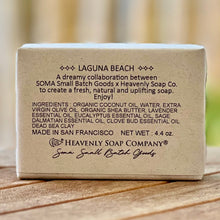 LAGUNA BEACH
A dreamy collaboration between
SOMA Small Batch Goods x Heavenly Soap Co.
to create a fresh, natural and uplifting soap.
Enjoy!
INGREDIENTS : ORGANIC COCONUT OIL, WATER, EXTRA
VIRGIN OLIVE OIL, ORGANIC SHEA BUTTER, LAVENDER
ESSENTIAL OIL, EUCALYPTUS ESSENTIAL OIL, SAGE
DALMATIAN ESSENTIAL OIL, CLOVE BUD ESSENTIAL OIL
DEAD SEA CLAY
MADE IN SAN FRANCISCO NET WT: 4.4 oz.
HEAVENLY SOAP COMPANY®
Soma Small Batch Goods